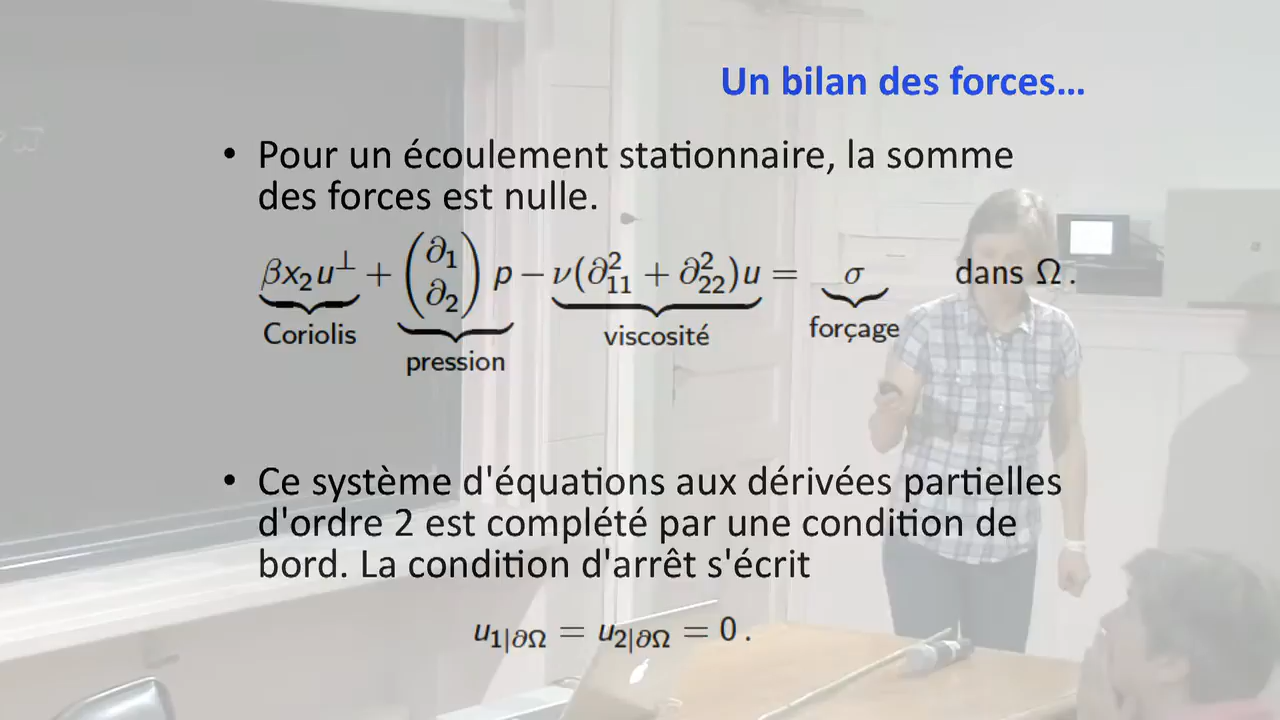 Un bilan des forces...
• Pour un écoulement stationnaire, la somme
des forces est nulle.
βx₂u^⊥ + (∂₁ ∂₂) p − ν(∂²₁₁ + ∂²₂₂)u = σ dans Ω.
Coriolis pression viscosité forçage
• Ce système d'équations aux dérivées partielles
d'ordre 2 est complété par une condition de
bord. La condition d'arrêt s'écrit
u₁|∂Ω = u₂|∂Ω = 0.